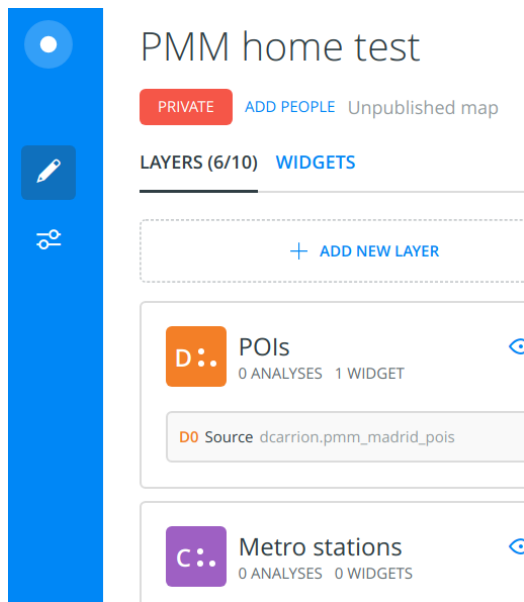 PMM home test
PRIVATE ADD PEOPLE Unpublished map
LAYERS (6/10) WIDGETS
ADD NEW LAYER
D POIs
0 ANALYSES 1 WIDGET
D0 Source dcarrion.pmm_madrid_pois
C Metro stations
0 ANALYSES 0 WIDGETS